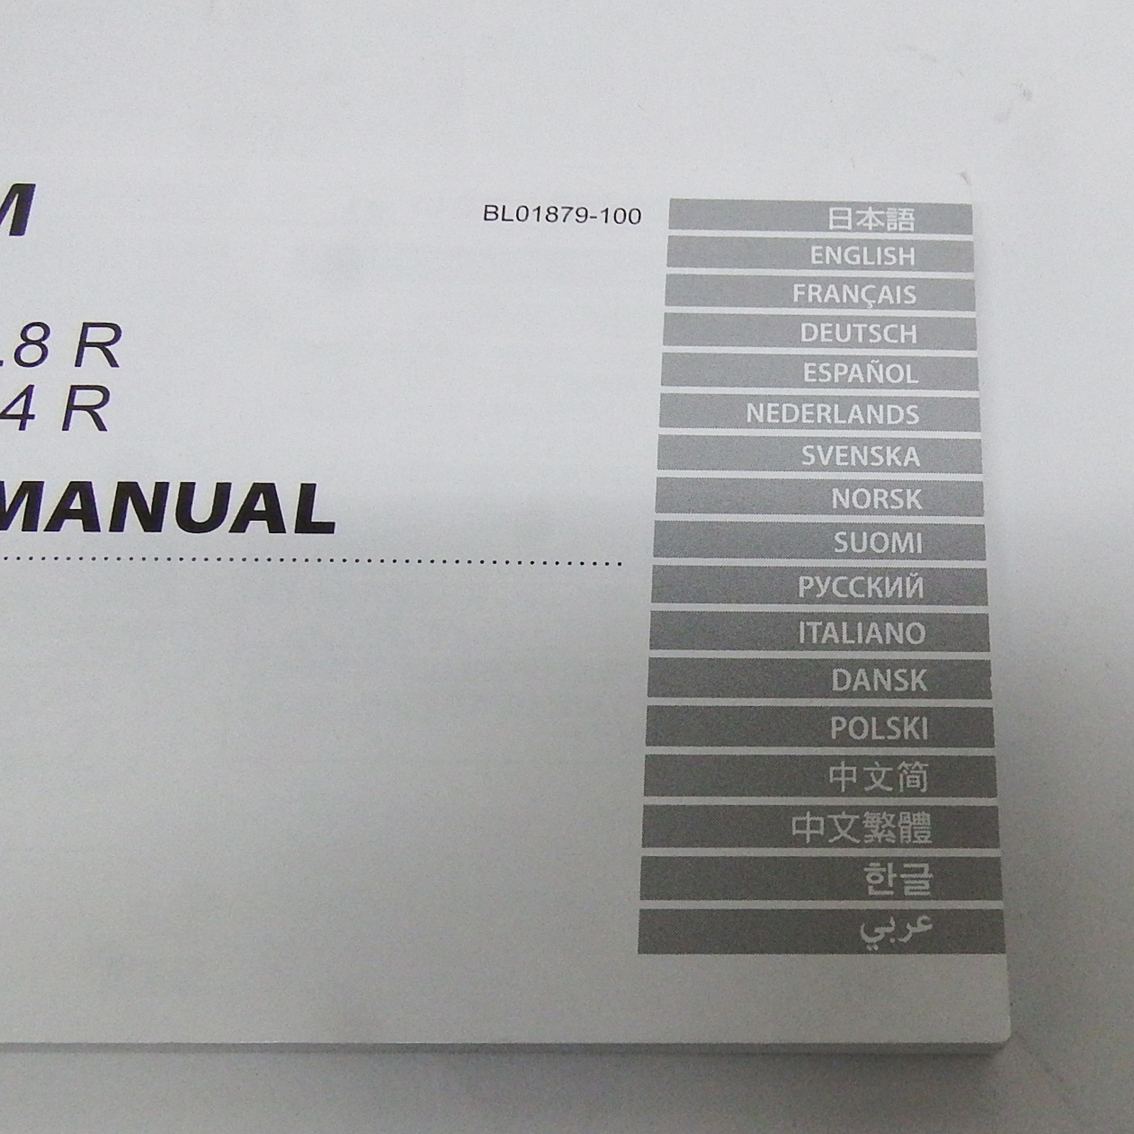 M
BL01879-100
.8 R
4 R
MANUAL
日本語
ENGLISH
FRANÇAIS
DEUTSCH
ESPAÑOL
NEDERLANDS
SVENSKA
NORSK
SUOMI
РУССКИЙ
ITALIANO
DANSK
POLSKI
中文简
中文繁體
한글
عربي